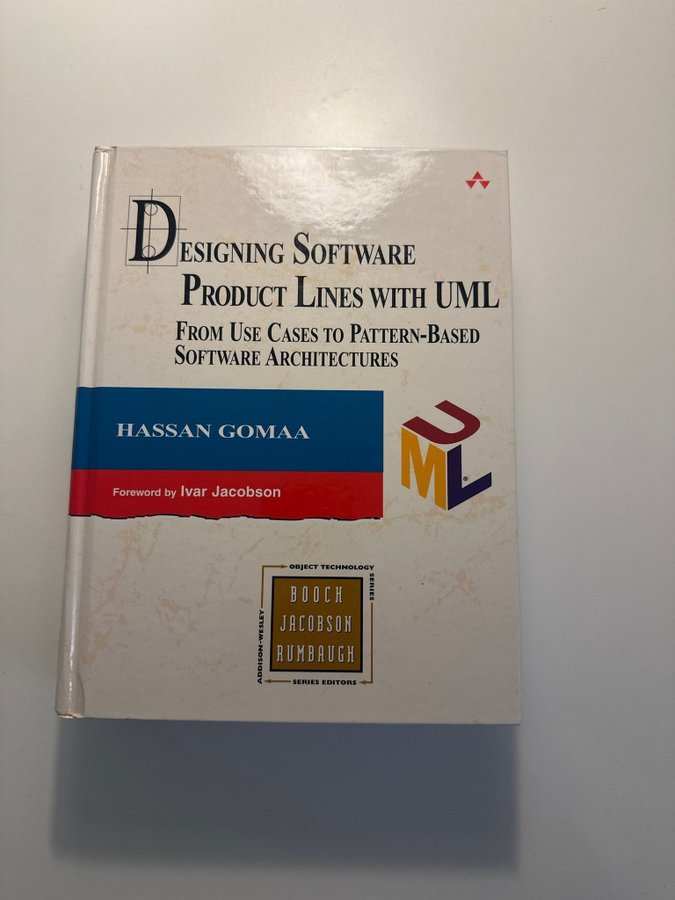 DESIGNING SOFTWARE
PRODUCT LINES WITH UML
FROM USE CASES TO PATTERN-BASED
SOFTWARE ARCHITECTURES
HASSAN GOMAA
Foreword by Ivar Jacobson
UML®
OBJECT TECHNOLOGY
SERIES
BOOCH
JACOBSON
RUMBAUGH
ADDISON-WESLEY
SERIES EDITORS